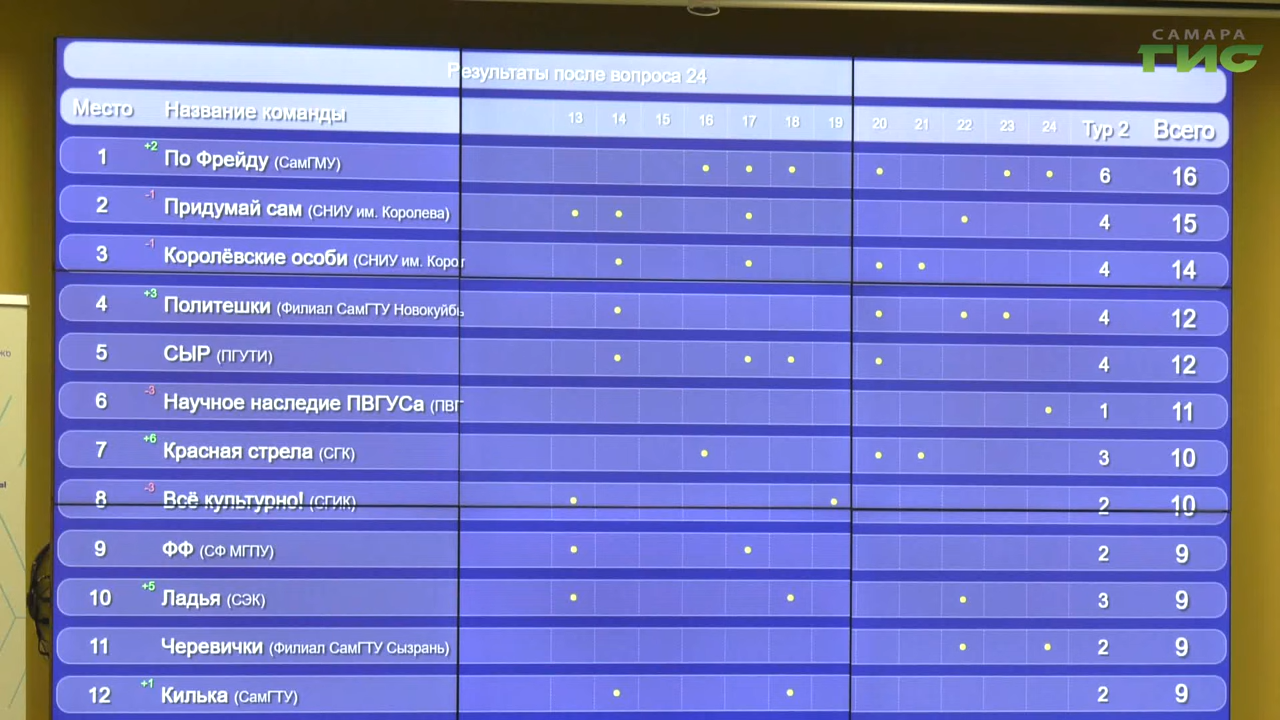 САМАРА
ГИС
Результаты после вопроса 24
Место Название команды 13 14 15 16 17 18 19 20 21 22 23 24 Тур 2 Всего
1 +2 По Фрейду (СамГМУ) 6 16
2 -1 Придумай сам (СНИУ им. Королева) 4 15
3 -1 Королёвские особи (СНИУ им. Корол 4 14
4 +3 Политешки (Филиал СамГТУ Новокуйбы 4 12
5 СЫР (ПГУТИ) 4 12
6 -3 Научное наследие ПВГУСа (ПВГ 1 11
7 +6 Красная стрела (СГК) 3 10
8 -3 Всё культурно! (СГИК) 2 10
9 ФФ (СФ МГПУ) 2 9
10 +5 Ладья (СЭК) 3 9
11 Черевички (Филиал СамГТУ Сызрань) 2 9
12 +1 Килька (СамГТУ) 2 9